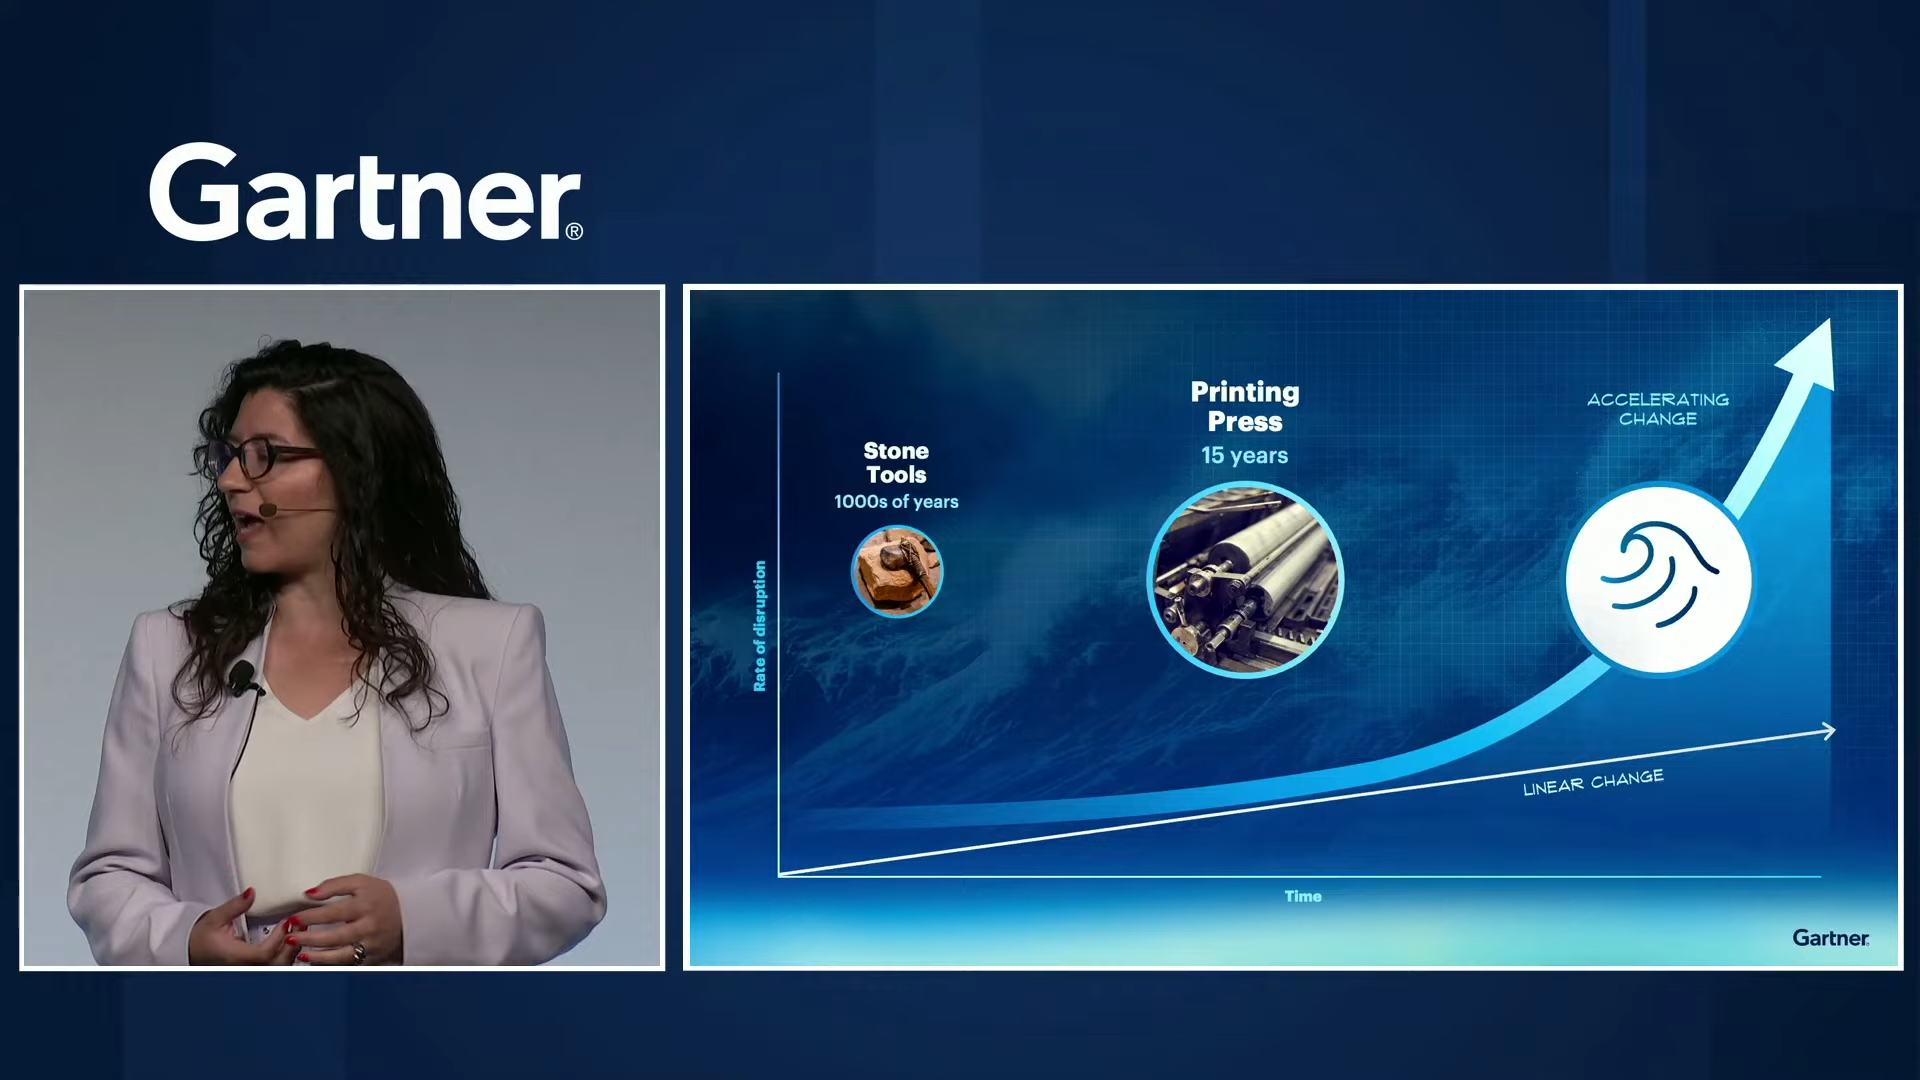 Gartner®
Printing
Press
15 years
ACCELERATING
CHANGE
Stone
Tools
1000s of years
Rate of disruption
LINEAR CHANGE
Time
Gartner